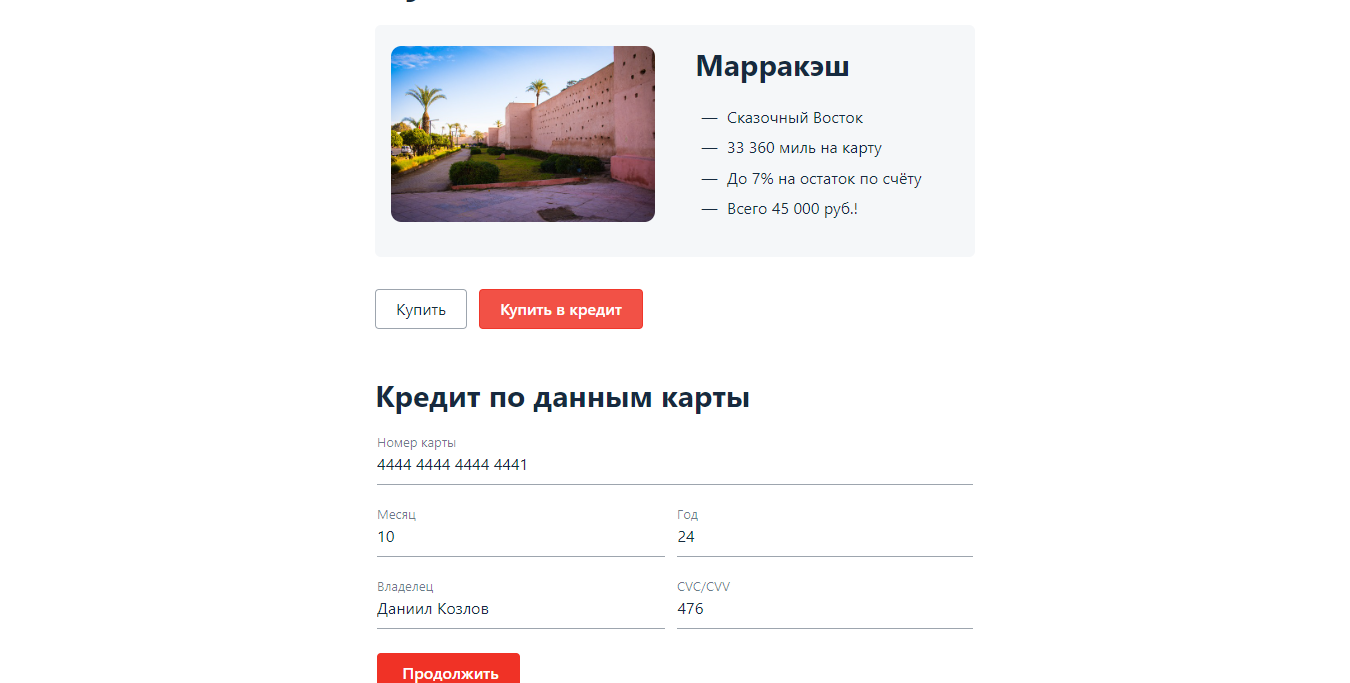 Марракэш
— Сказочный Восток
— 33 360 миль на карту
— До 7% на остаток по счёту
— Всего 45 000 руб.!
Купить Купить в кредит
Кредит по данным карты
Номер карты
4444 4444 4444 4441
Месяц Год
10 24
Владелец CVC/CVV
Даниил Козлов 476
Продолжить